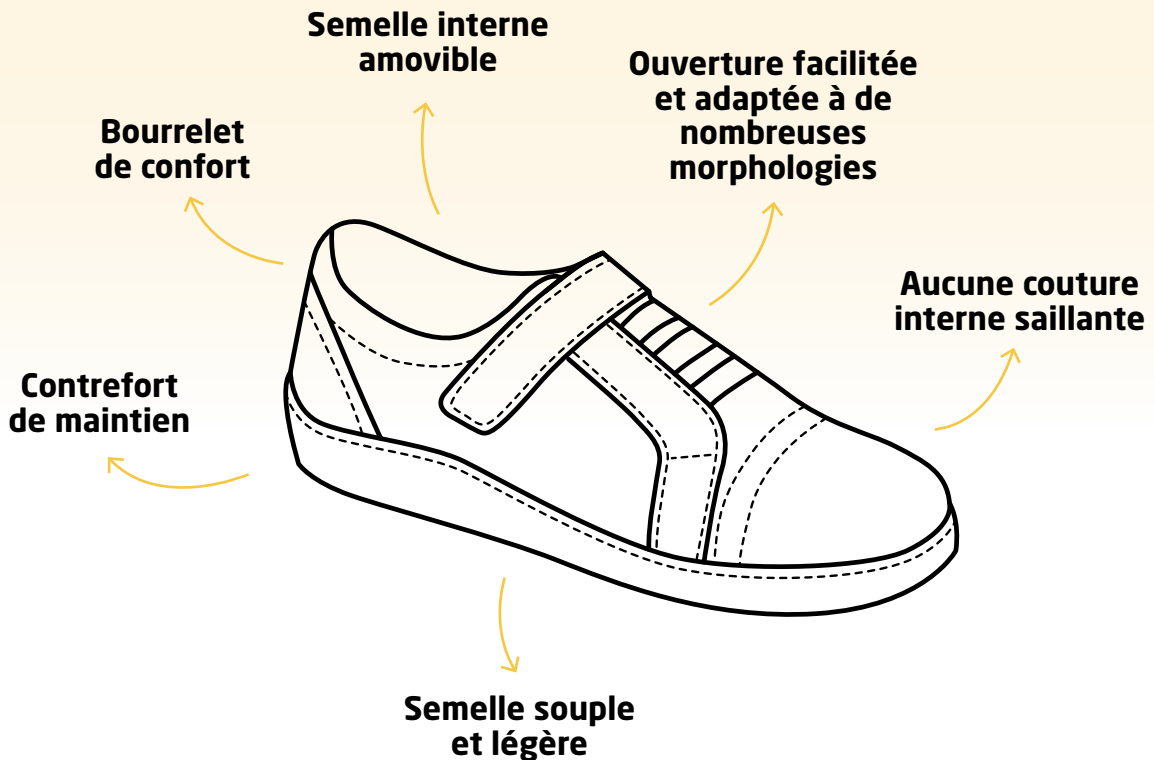 Semelle interne
amovible
Ouverture facilitée
et adaptée à de
nombreuses
morphologies
Bourrelet
de confort
Aucune couture
interne saillante
Contrefort
de maintien
Semelle souple
et légère